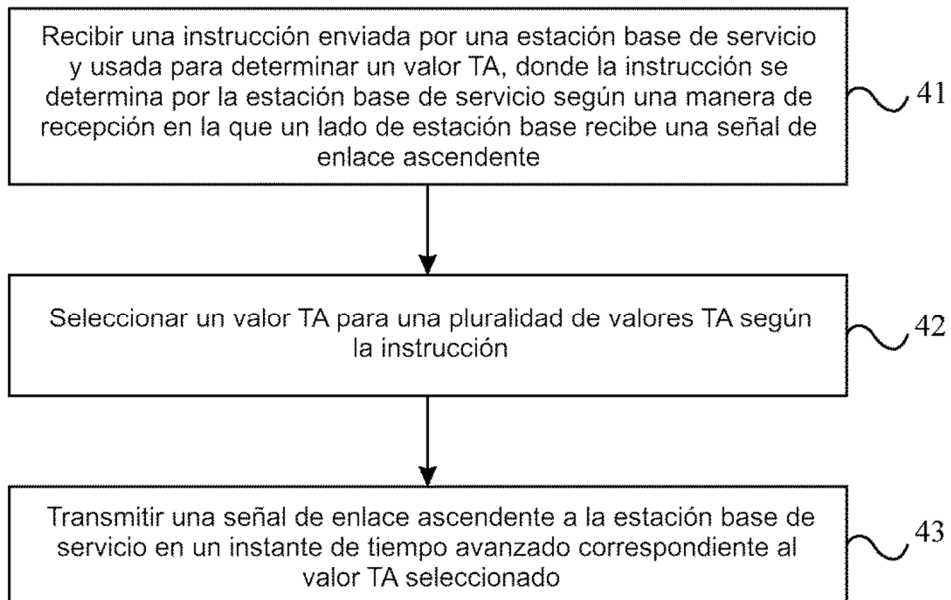 Recibir una instrucción enviada por una estación base de servicio
y usada para determinar un valor TA, donde la instrucción se
determina por la estación base de servicio según una manera de
recepción en la que un lado de estación base recibe una señal de
enlace ascendente
41
Seleccionar un valor TA para una pluralidad de valores TA según
la instrucción
42
Transmitir una señal de enlace ascendente a la estación base de
servicio en un instante de tiempo avanzado correspondiente al
valor TA seleccionado
43